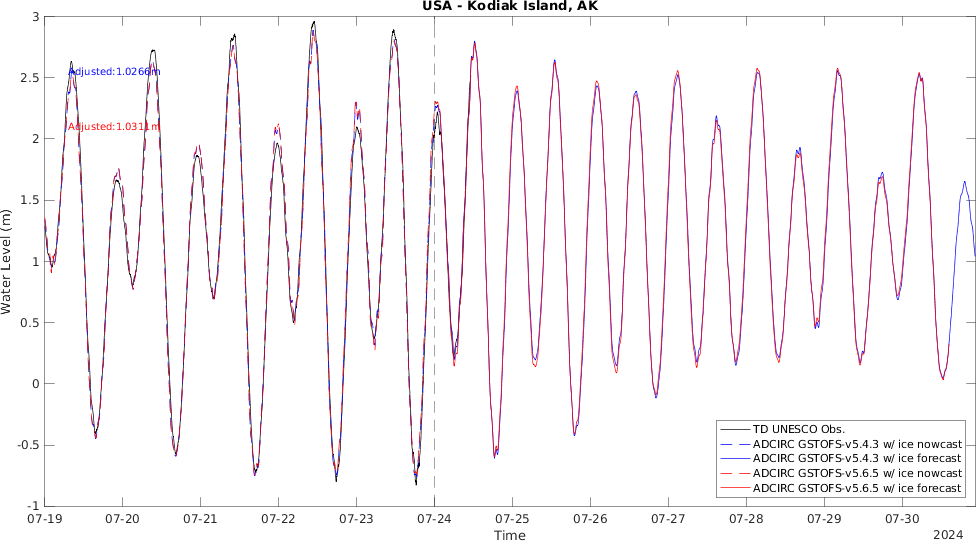 USA - Kodiak Island, AK
3
2.5
2
1.5
1
0.5
0
-0.5
-1
Water Level (m)
Adjusted:1.0266m
Adjusted:1.0311m
TD UNESCO Obs.
ADCIRC GSTOFS-v5.4.3 w/ ice nowcast
ADCIRC GSTOFS-v5.4.3 w/ ice forecast
ADCIRC GSTOFS-v5.6.5 w/ ice nowcast
ADCIRC GSTOFS-v5.6.5 w/ ice forecast
07-19 07-20 07-21 07-22 07-23 07-24 07-25 07-26 07-27 07-28 07-29 07-30
Time
2024